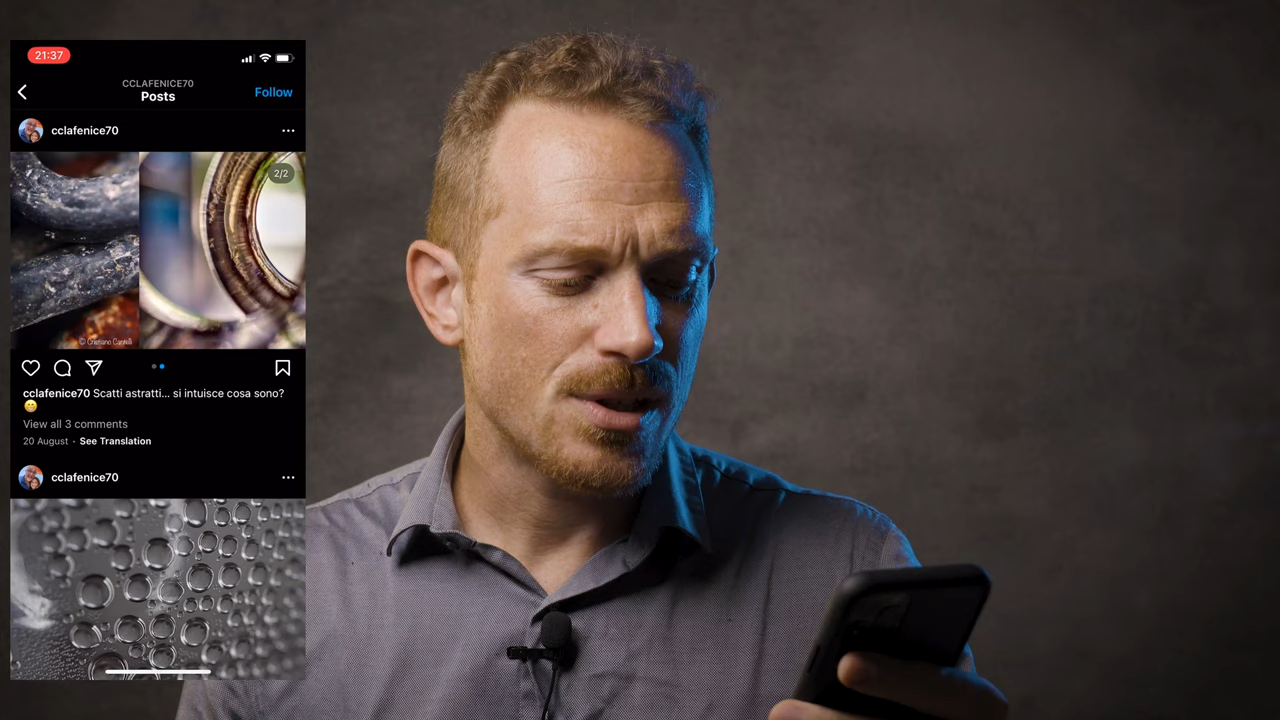 21:37
CCLAFENICE70
Posts
Follow
cclafenice70
2/2
© Cristiano Cantelli
cclafenice70 Scatti astratti... si intuisce cosa sono?
😁
View all 3 comments
20 August · See Translation
cclafenice70